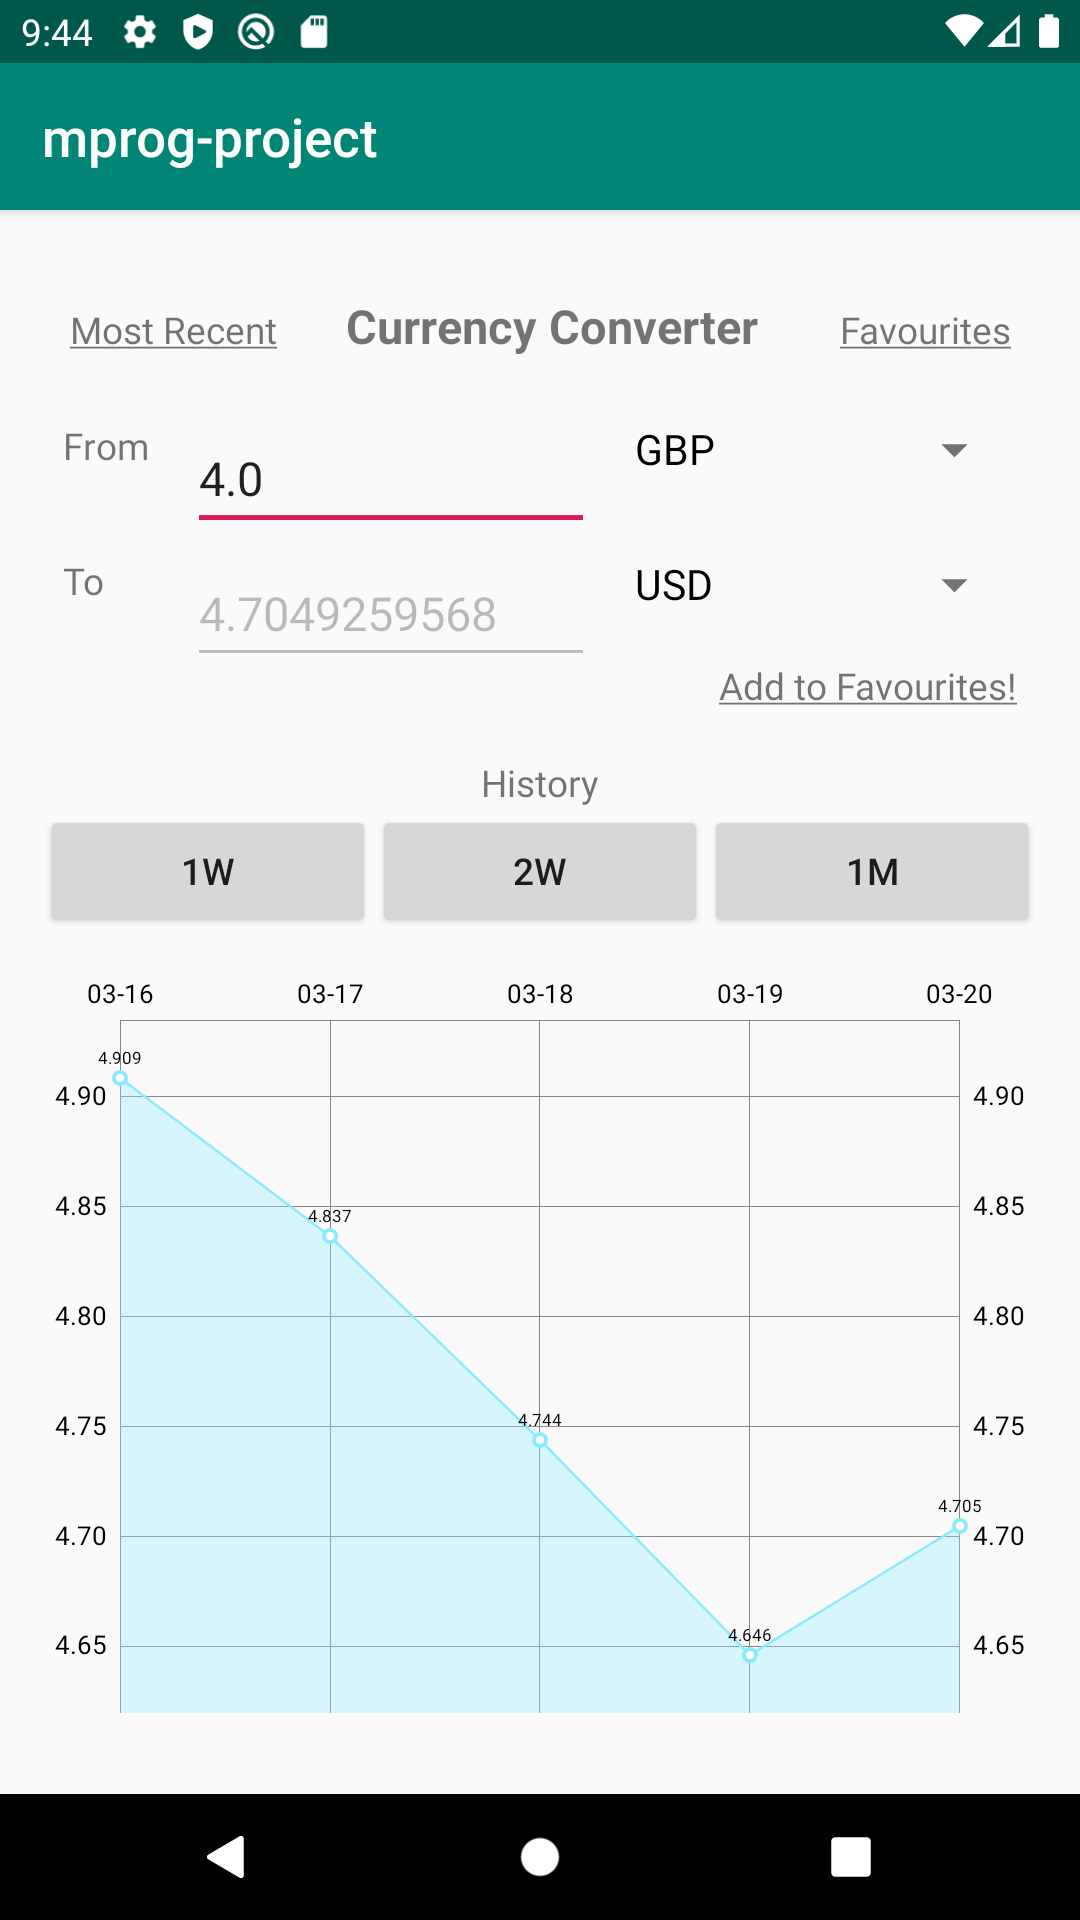 9:44
mprog-project
Most Recent Currency Converter Favourites
From 4.0 GBP
To 4.7049259568 USD
Add to Favourites!
History
1W 2W 1M
03-16 03-17 03-18 03-19 03-20
4.909
4.90 4.90
4.85 4.85
4.837
4.80 4.80
4.744
4.75 4.75
4.705
4.70 4.70
4.646
4.65 4.65